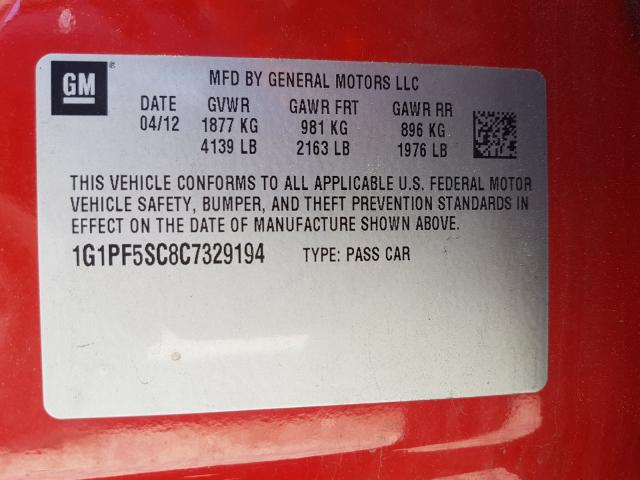 GM
MFD BY GENERAL MOTORS LLC
DATE GVWR GAWR FRT GAWR RR
04/12 1877 KG 981 KG 896 KG
4139 LB 2163 LB 1976 LB
THIS VEHICLE CONFORMS TO ALL APPLICABLE U.S. FEDERAL MOTOR
VEHICLE SAFETY, BUMPER, AND THEFT PREVENTION STANDARDS IN
EFFECT ON THE DATE OF MANUFACTURE SHOWN ABOVE.
1G1PF5SC8C7329194 TYPE: PASS CAR